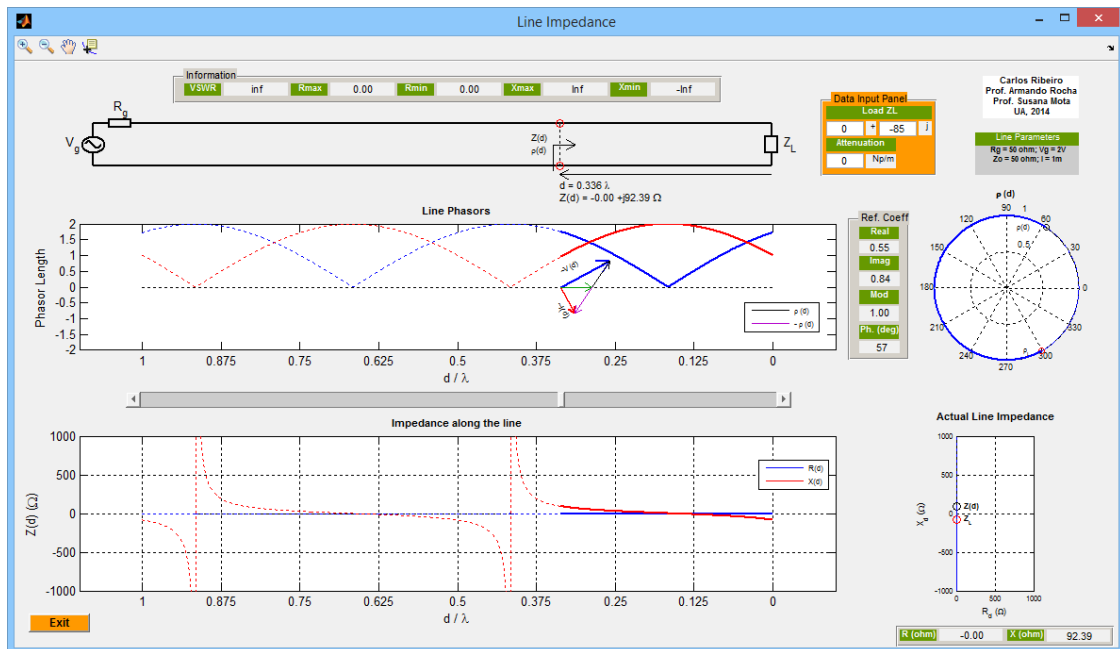 Line Impedance
Information
VSWR inf Rmax 0.00 Rmin 0.00 Xmax Inf Xmin -Inf
Carlos Ribeiro
Prof. Armando Rocha
Prof. Susana Mota
UA, 2014
Data Input Panel
Load ZL
0 + -85 j
Attenuation
0 Np/m
Line Parameters
Rg = 50 ohm; Vg = 2V
Zo = 50 ohm; l = 1m
Rg
Vg
Z(d)
ρ(d)
ZL
d = 0.336 λ
Z(d) = -0.00 +j92.39 Ω
Line Phasors
Phasor Length
2
1.5
1
0.5
0
-0.5
-1
-1.5
-2
1 0.875 0.75 0.625 0.5 0.375 0.25 0.125 0
d / λ
ρ (d)
- ρ (d)
Ref. Coeff
Real
0.55
Imag
0.84
Mod
1.00
Ph. (deg)
57
ρ (d)
90 1
120 60
ρ(d)
150 0.5 30
180 0
210 330
ρ
240 300
270
Impedance along the line
Z(d) (Ω)
1000
500
0
-500
-1000
1 0.875 0.75 0.625 0.5 0.375 0.25 0.125 0
d / λ
R(d)
X(d)
Actual Line Impedance
Xd (Ω)
1000
500
0
-500
-1000
Z(d)
ZL
0 500 1000
Rd (Ω)
Exit
R (ohm) -0.00 X (ohm) 92.39